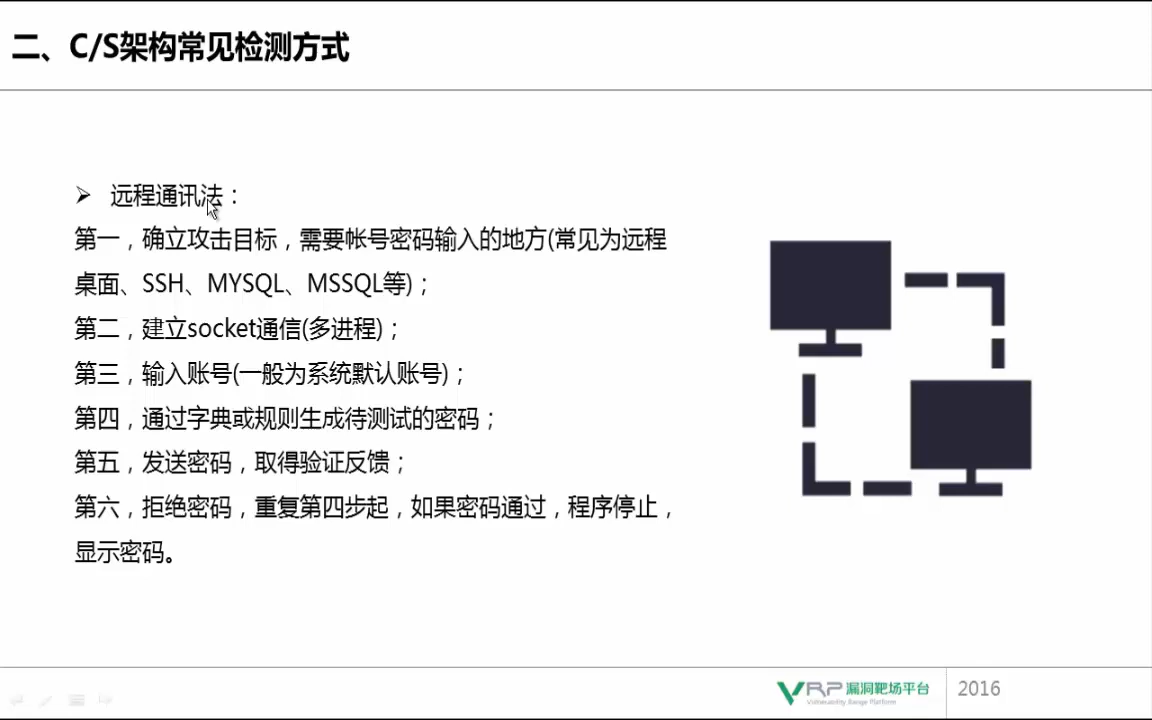 二、C/S架构常见检测方式
➢ 远程通讯法：
第一，确立攻击目标，需要帐号密码输入的地方(常见为远程
桌面、SSH、MYSQL、MSSQL等)；
第二，建立socket通信(多进程)；
第三，输入账号(一般为系统默认账号)；
第四，通过字典或规则生成待测试的密码；
第五，发送密码，取得验证反馈；
第六，拒绝密码，重复第四步起，如果密码通过，程序停止，
显示密码。
VRP 漏洞靶场平台
Vulnerability Range Platform
2016